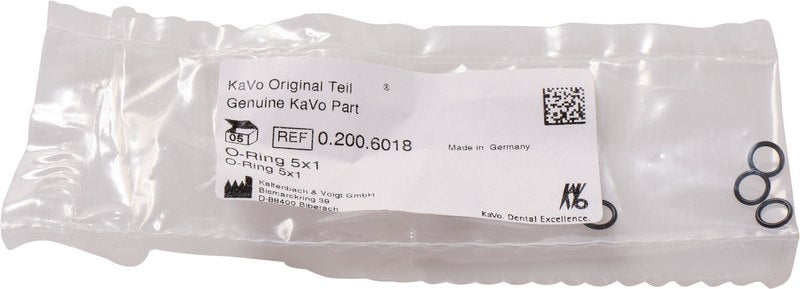 KaVo Original Teil ®
Genuine KaVo Part
05 REF 0.200.6018
Made in Germany
O-Ring 5x1
O-Ring 5x1
Kaltenbach & Voigt GmbH
Bismarckring 39
D-88400 Biberach
KaVo. Dental Excellence.